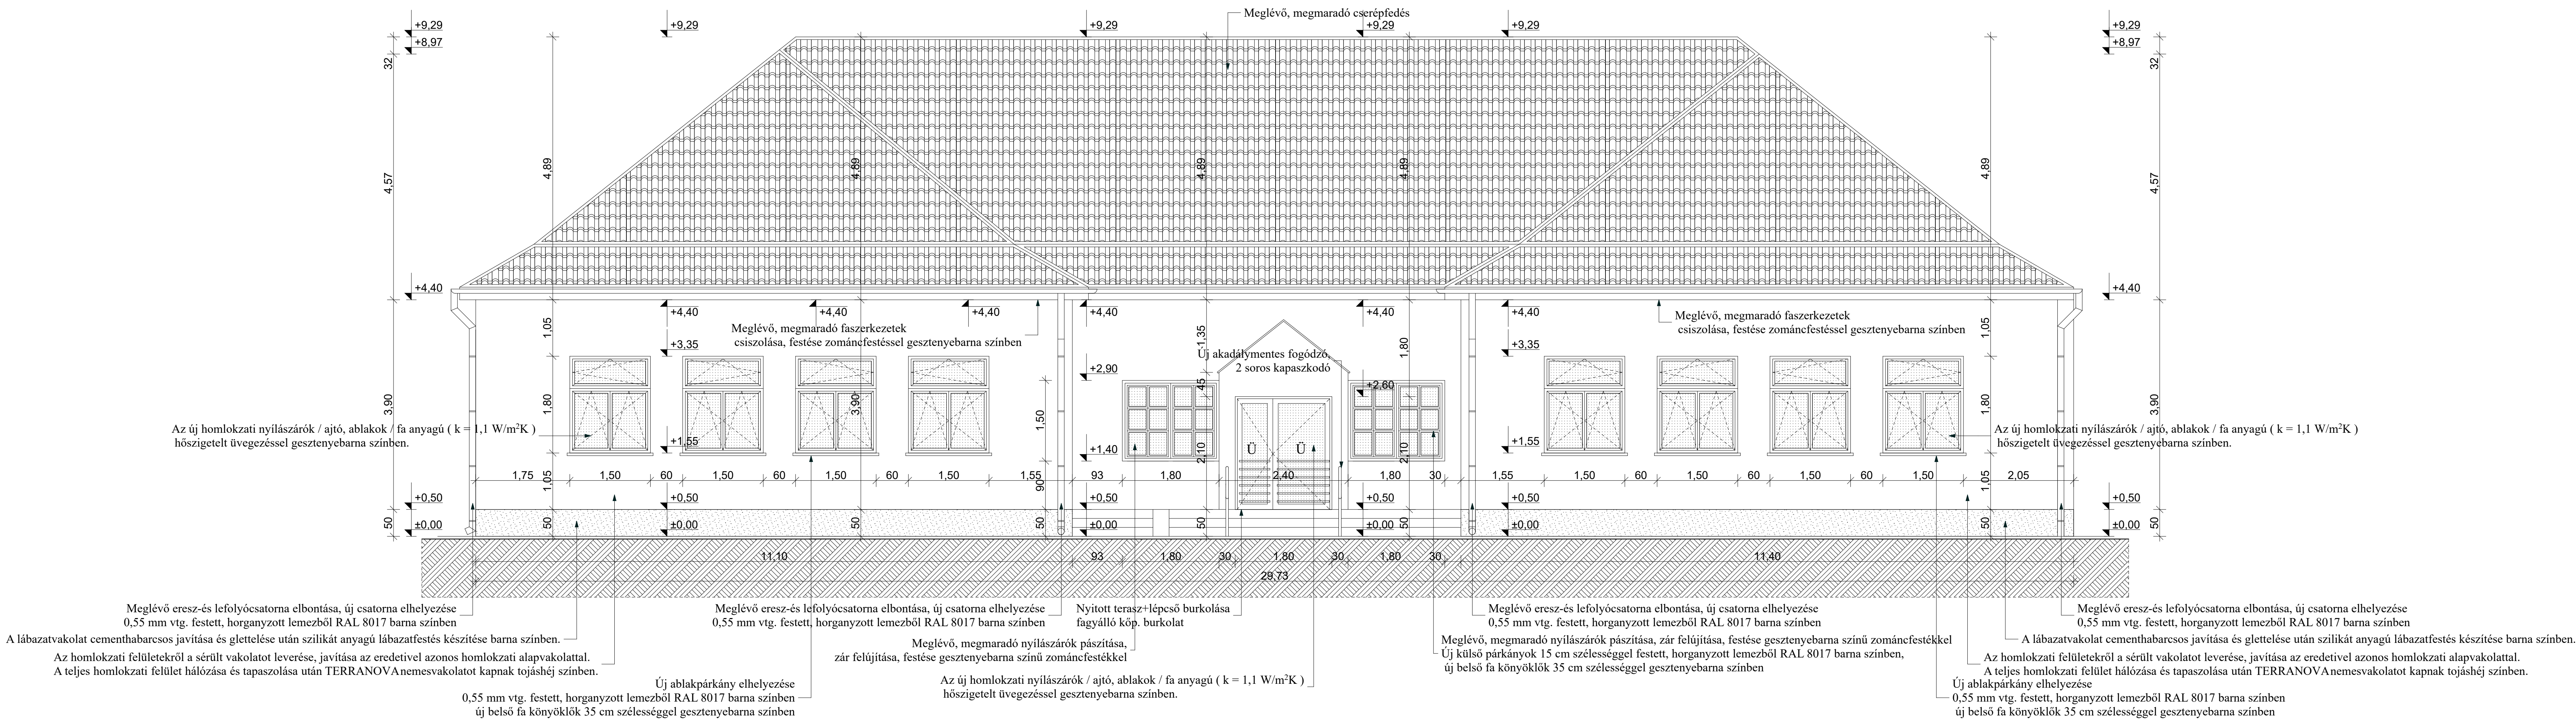 Meglévő, megmaradó cserépfedés
+9,29
+9,29
+9,29
+9,29
+9,29
+9,29
+8,97
+8,97
32
32
4,57
4,89
4,89
4,89
4,89
4,89
4,57
+4,40
+4,40
+4,40
+4,40
+4,40
+4,40
+4,40
+4,40
+4,40
Meglévő, megmaradó faszerkezetek
csiszolása, festése zománcfestéssel gesztenyebarna színben
Meglévő, megmaradó faszerkezetek
csiszolása, festése zománcfestéssel gesztenyebarna színben
1,05
1,35
1,80
1,05
+3,35
+3,35
Új akadálymentes fogódzó,
2 soros kapaszkodó
+2,90
45
+2,60
3,90
1,80
3,90
1,50
1,80
3,90
Az új homlokzati nyílászárók / ajtó, ablakok / fa anyagú ( k = 1,1 W/m²K )
hőszigetelt üvegezéssel gesztenyebarna színben.
Az új homlokzati nyílászárók / ajtó, ablakok / fa anyagú ( k = 1,1 W/m²K )
hőszigetelt üvegezéssel gesztenyebarna színben.
+1,55
+1,40
2,10
Ü
Ü
2,10
+1,40
+1,55
1,75
1,05
1,50
60
1,50
60
1,50
60
1,50
1,55
90
93
1,80
2,40
1,80
30
1,55
1,50
60
1,50
60
1,50
60
1,50
1,05
2,05
+0,50
+0,50
+0,50
+0,50
+0,50
+0,50
50
±0,00
50
±0,00
50
50
±0,00
50
±0,00
50
±0,00
50
±0,00
50
11,10
93
1,80
30
1,80
30
1,80
30
11,40
29,73
Meglévő eresz-és lefolyócsatorna elbontása, új csatorna elhelyezése
0,55 mm vtg. festett, horganyzott lemezből RAL 8017 barna színben
Meglévő eresz-és lefolyócsatorna elbontása, új csatorna elhelyezése
0,55 mm vtg. festett, horganyzott lemezből RAL 8017 barna színben
Nyitott terasz+lépcső burkolása
fagyálló kőp. burkolat
Meglévő eresz-és lefolyócsatorna elbontása, új csatorna elhelyezése
0,55 mm vtg. festett, horganyzott lemezből RAL 8017 barna színben
Meglévő eresz-és lefolyócsatorna elbontása, új csatorna elhelyezése
0,55 mm vtg. festett, horganyzott lemezből RAL 8017 barna színben
A lábazatvakolat cementhabarcsos javítása és glettelése után szilikát anyagú lábazatfestés készítése barna színben.
Meglévő, megmaradó nyílászárók pászítása,
zár felújítása, festése gesztenyebarna színű zománcfestékkel
Meglévő, megmaradó nyílászárók pászítása, zár felújítása, festése gesztenyebarna színű zománcfestékkel
Új külső párkányok 15 cm szélességgel festett, horganyzott lemezből RAL 8017 barna színben,
új belső fa könyöklők 35 cm szélességgel gesztenyebarna színben
A lábazatvakolat cementhabarcsos javítása és glettelése után szilikát anyagú lábazatfestés készítése barna színben.
Az homlokzati felületekről a sérült vakolatot leverése, javítása az eredetivel azonos homlokzati alapvakolattal.
A teljes homlokzati felület hálózása és tapaszolása után TERRANOVA nemesvakolatot kapnak tojáshéj színben.
Az homlokzati felületekről a sérült vakolatot leverése, javítása az eredetivel azonos homlokzati alapvakolattal.
A teljes homlokzati felület hálózása és tapaszolása után TERRANOVA nemesvakolatot kapnak tojáshéj színben.
Új ablakpárkány elhelyezése
0,55 mm vtg. festett, horganyzott lemezből RAL 8017 barna színben
új belső fa könyöklők 35 cm szélességgel gesztenyebarna színben
Az új homlokzati nyílászárók / ajtó, ablakok / fa anyagú ( k = 1,1 W/m²K )
hőszigetelt üvegezéssel gesztenyebarna színben.
Új ablakpárkány elhelyezése
0,55 mm vtg. festett, horganyzott lemezből RAL 8017 barna színben
új belső fa könyöklők 35 cm szélességgel gesztenyebarna színben